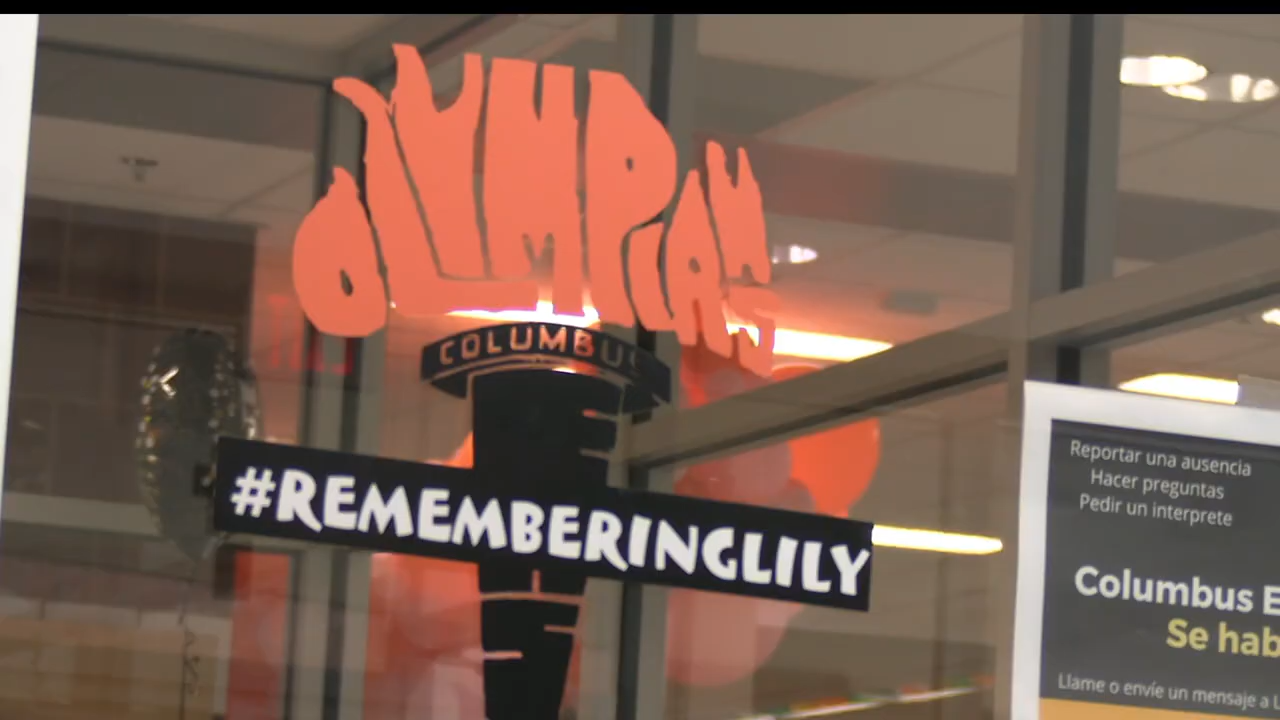 OLYMPIANS
COLUMBUS
#REMEMBERINGLILY
Reportar una ausencia
Hacer preguntas
Pedir un interprete
Columbus E
Se hab
Llame o envíe un mensaje a